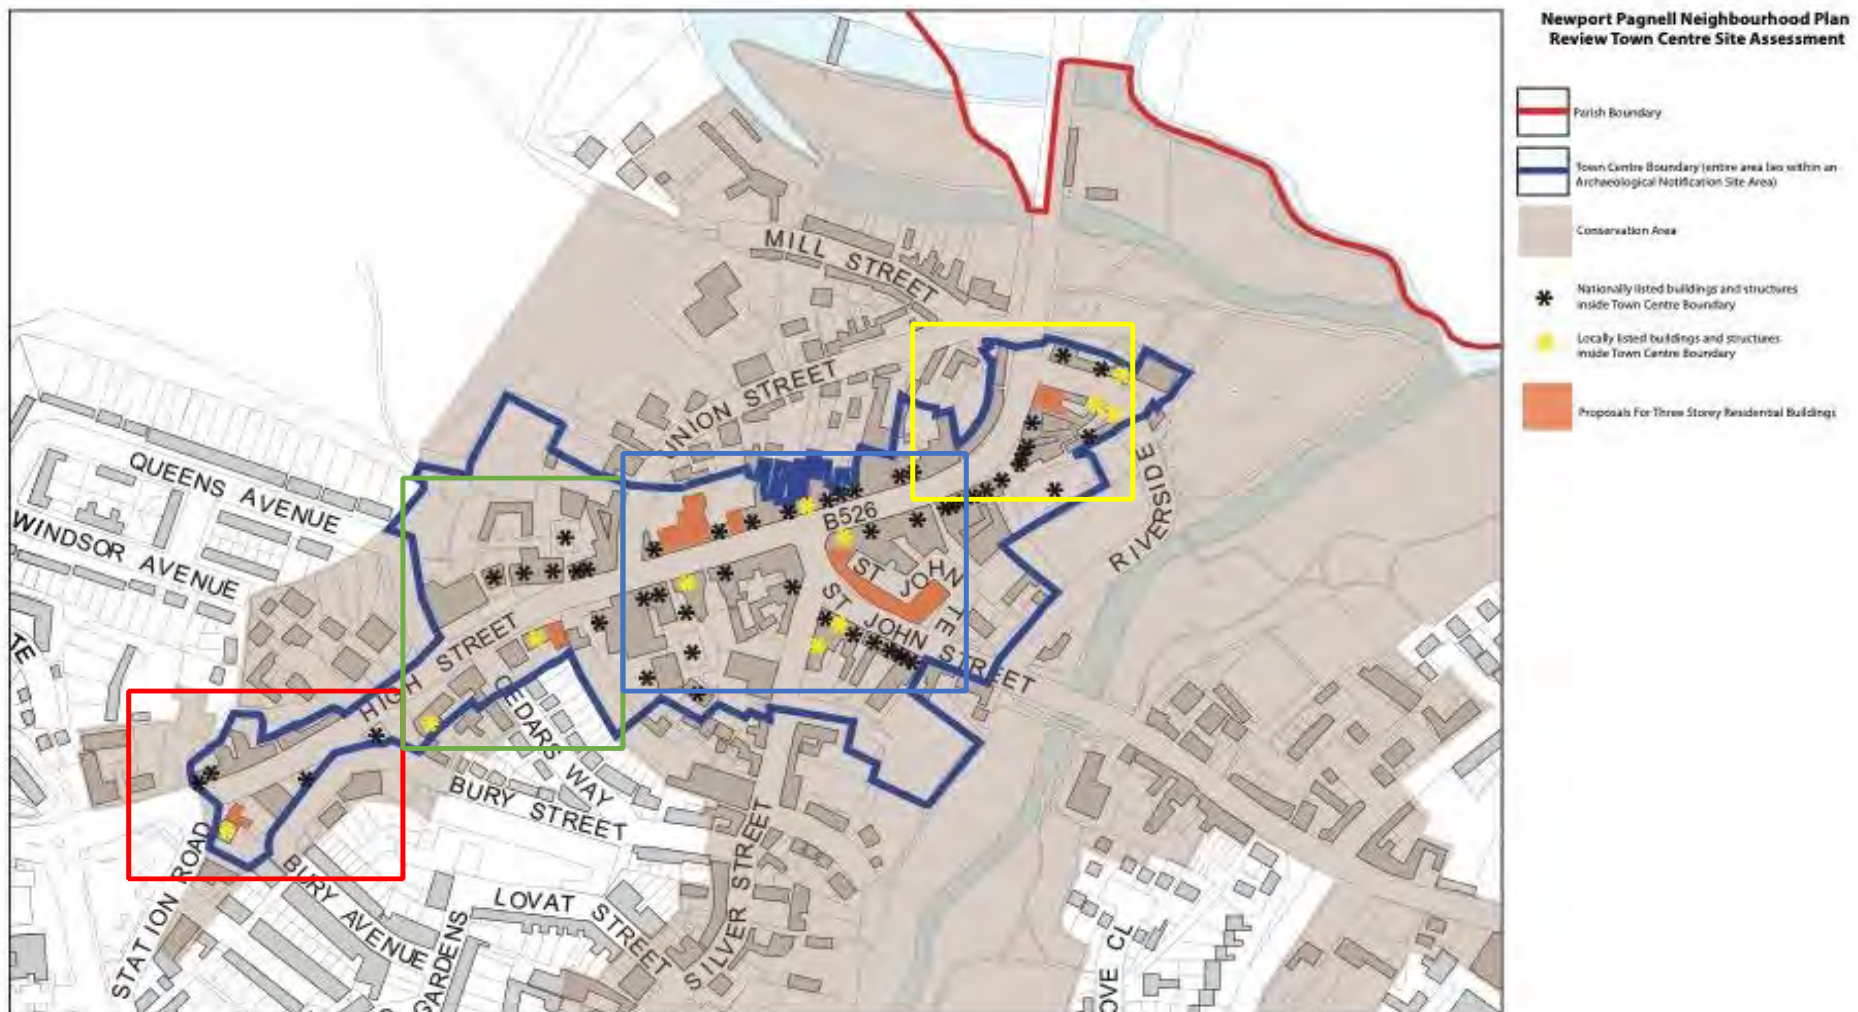 Newport Pagnell Neighbourhood Plan
Review Town Centre Site Assessment
Parish Boundary
Town Centre Boundary (entire area lies within an
Archaeological Notification Site Area)
Conservation Area
Nationally listed buildings and structures
inside Town Centre Boundary
Locally listed buildings and structures
inside Town Centre Boundary
Proposals For Three Storey Residential Buildings
MILL STREET
UNION STREET
QUEENS AVENUE
WINDSOR AVENUE
B526
RIVERSIDE
ST JOHN
TE
ST JOHN STREET
HIGH STREET
CEDARS WAY
BURY STREET
STATION ROAD
BURY AVENUE
LOVAT STREET
SILVER STREET
GARDENS
OVE CL